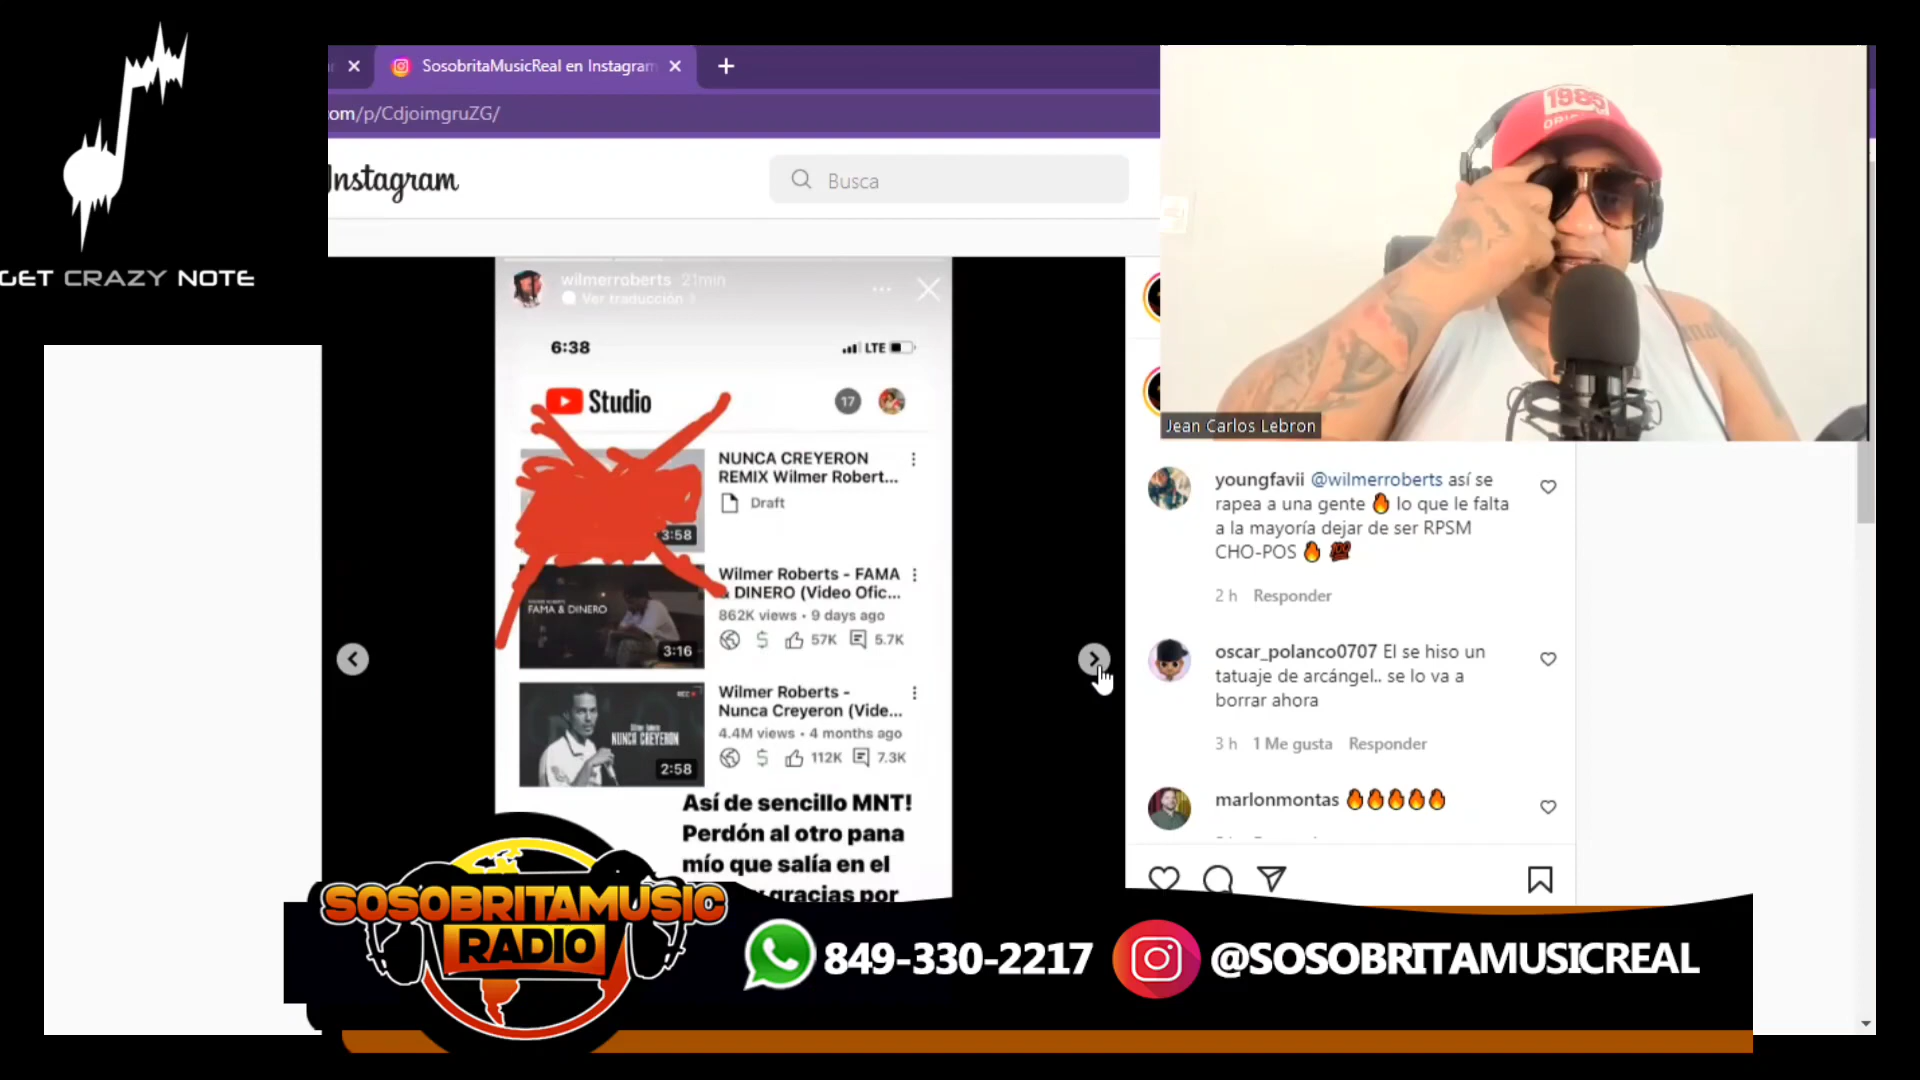 GET CRAZY NOTE
SosobritaMusicReal en Instagram
om/p/CdjoimgruZG/
Instagram
Busca
1985
Jean Carlos Lebron
wilmerroberts 21min
Ver traducción
6:38
LTE
Studio
17
NUNCA CREYERON
REMIX Wilmer Robert...
Draft
3:58
Wilmer Roberts - FAMA
& DINERO (Video Ofic...
862K views • 9 days ago
57K 5.7K
FAMA & DINERO
3:16
Wilmer Roberts -
Nunca Creyeron (Vide...
4.4M views • 4 months ago
112K 7.3K
REC
NUNCA CREYERON
2:58
Así de sencillo MNT!
Perdón al otro pana
mío que salía en el
y gracias por
youngfavii @wilmerroberts así se
rapea a una gente 🔥 lo que le falta
a la mayoría dejar de ser RPSM
CHO-POS 🔥 💯
2 h Responder
oscar_polanco0707 El se hiso un
tatuaje de arcángel.. se lo va a
borrar ahora
3 h 1 Me gusta Responder
marlonmontas 🔥🔥🔥🔥🔥
SOSOBRITAMUSIC
RADIO
849-330-2217
@SOSOBRITAMUSICREAL